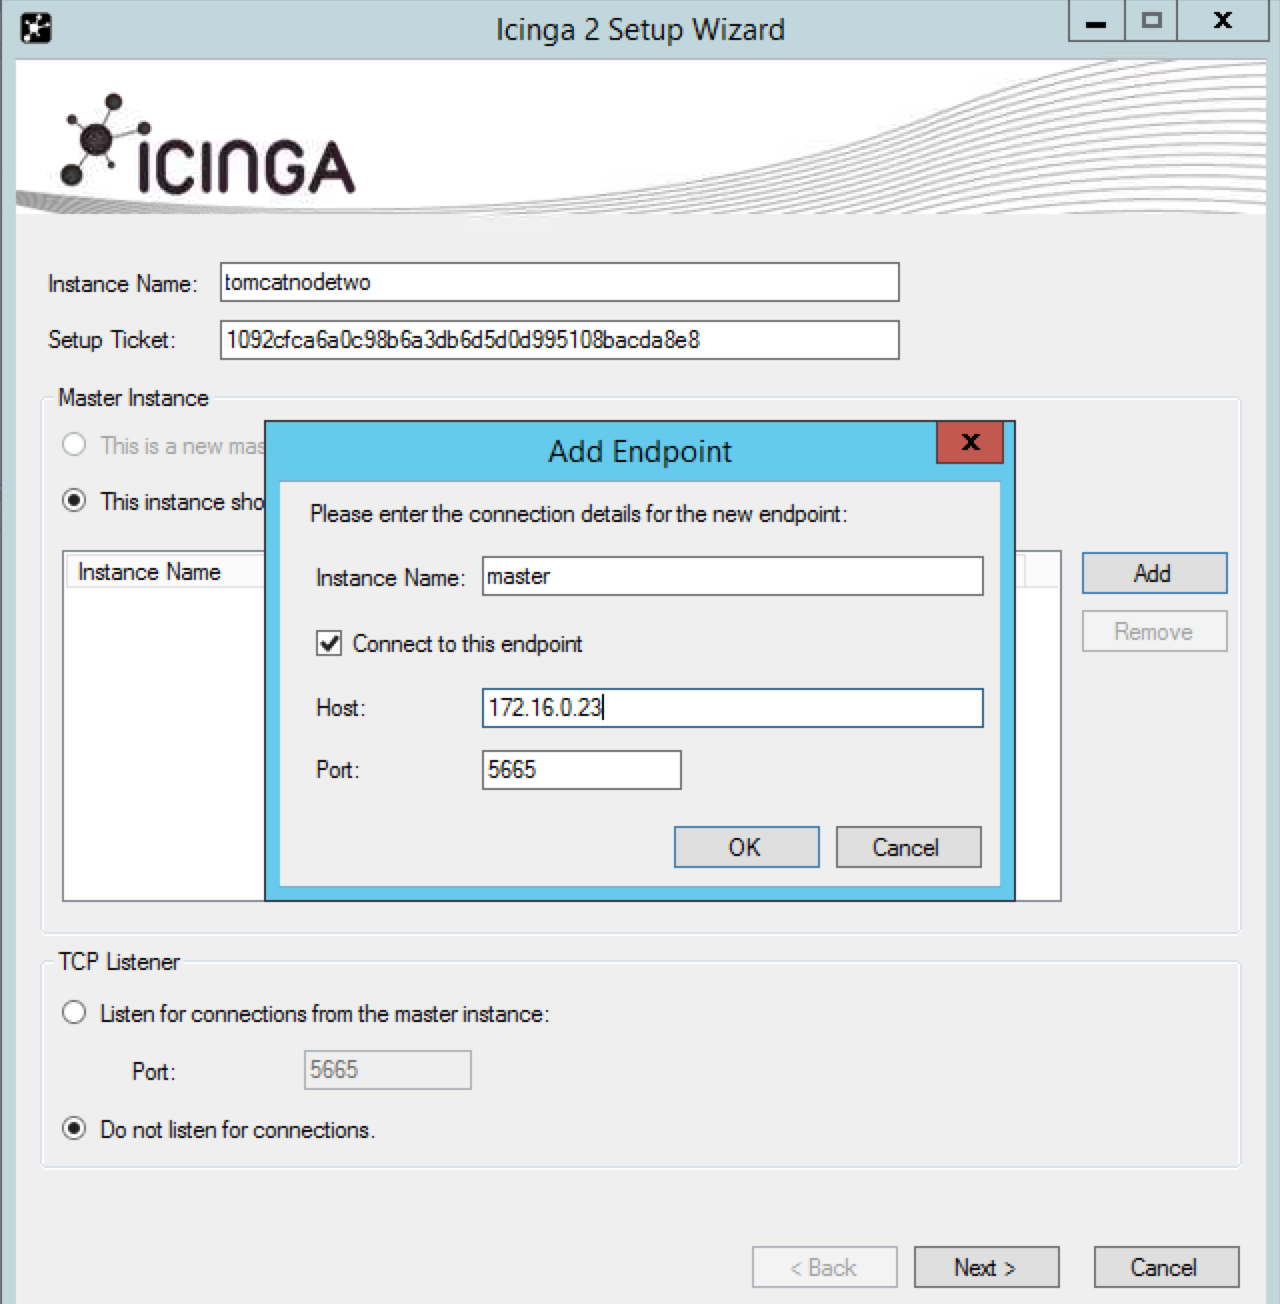 Icinga 2 Setup Wizard
ICINGA
Instance Name: tomcatnodetwo
Setup Ticket: 1092cfca6a0c98b6a3db6d5d0d995108bacda8e8
Master Instance
This is a new mas
This instance sho
Instance Name
Add
Remove
Add Endpoint
Please enter the connection details for the new endpoint:
Instance Name: master
Connect to this endpoint
Host: 172.16.0.23
Port: 5665
OK Cancel
TCP Listener
Listen for connections from the master instance:
Port: 5665
Do not listen for connections.
< Back Next > Cancel